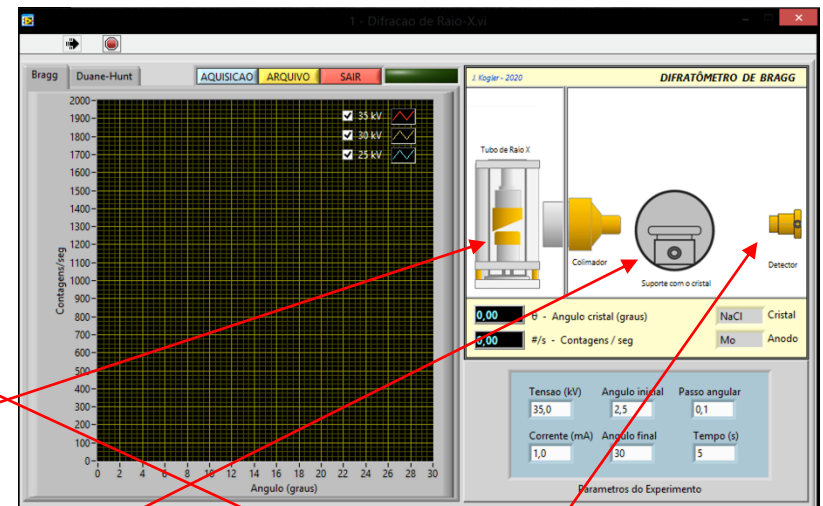 1 - Difracao de Raio-X.vi
Bragg Duane-Hunt AQUISICAO ARQUIVO SAIR
J. Kogler - 2020 DIFRATÔMETRO DE BRAGG
2000
1900
1800
1700
1600
1500
1400
1300
1200
1100
1000
900
800
700
600
500
400
300
200
100
0
Contagens/seg
35 kV
30 kV
25 kV
0 2 4 6 8 10 12 14 16 18 20 22 24 26 28 30
Angulo (graus)
Tubo de Raio X
Colimador
Suporte com o cristal
Detector
0,00 θ - Angulo cristal (graus) NaCl Cristal
0,00 #/s - Contagens / seg Mo Anodo
Tensao (kV) Angulo inicial Passo angular
35,0 2,5 0,1
Corrente (mA) Angulo final Tempo (s)
1,0 30 5
Parametros do Experimento